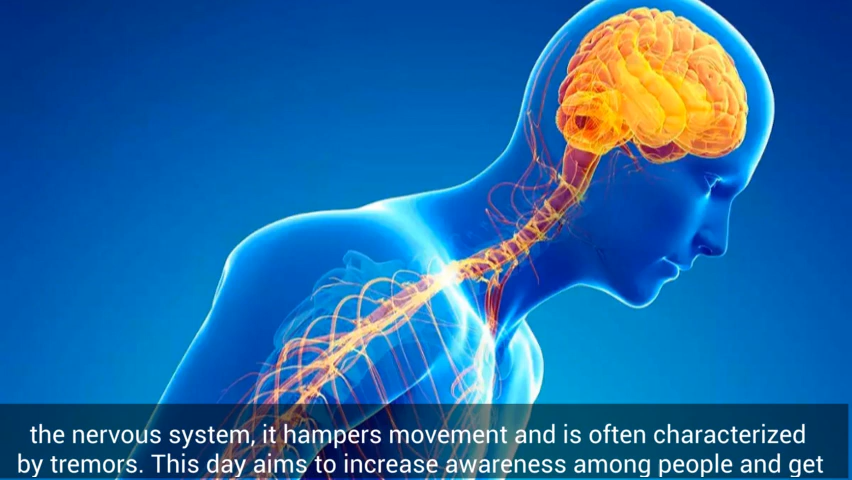 the nervous system, it hampers movement and is often characterized
by tremors. This day aims to increase awareness among people and get